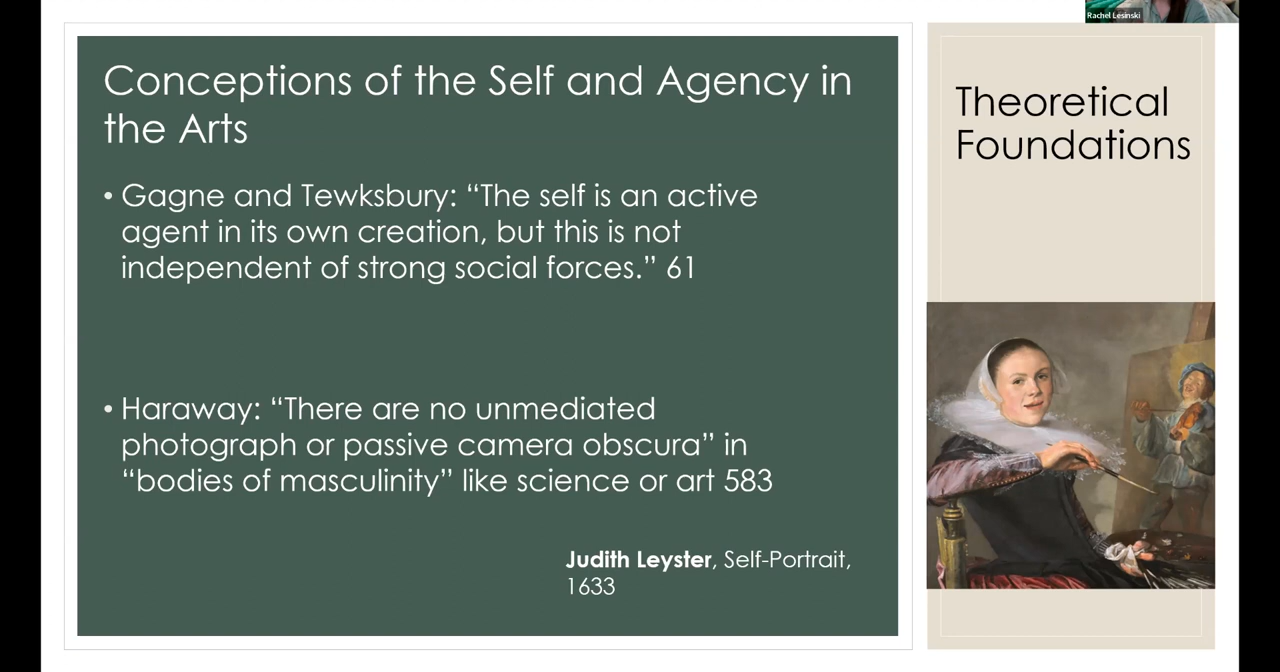 Rachel Lesinski
Conceptions of the Self and Agency in
the Arts
• Gagne and Tewksbury: “The self is an active
agent in its own creation, but this is not
independent of strong social forces.” 61
• Haraway: “There are no unmediated
photograph or passive camera obscura” in
“bodies of masculinity” like science or art 583
Judith Leyster, Self-Portrait,
1633
Theoretical
Foundations